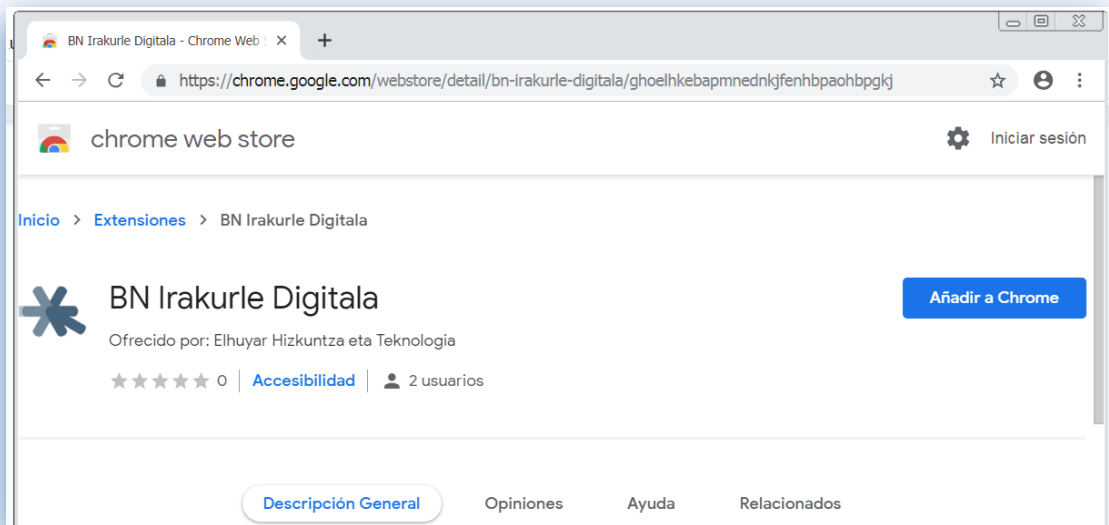 BN Irakurle Digitala - Chrome Web
https://chrome.google.com/webstore/detail/bn-irakurle-digitala/ghoelhkebapmnednkjfenhbpaohbpgkj
chrome web store
Iniciar sesión
Inicio > Extensiones > BN Irakurle Digitala
BN Irakurle Digitala
Añadir a Chrome
Ofrecido por: Elhuyar Hizkuntza eta Teknologia
0 | Accesibilidad | 2 usuarios
Descripción General Opiniones Ayuda Relacionados